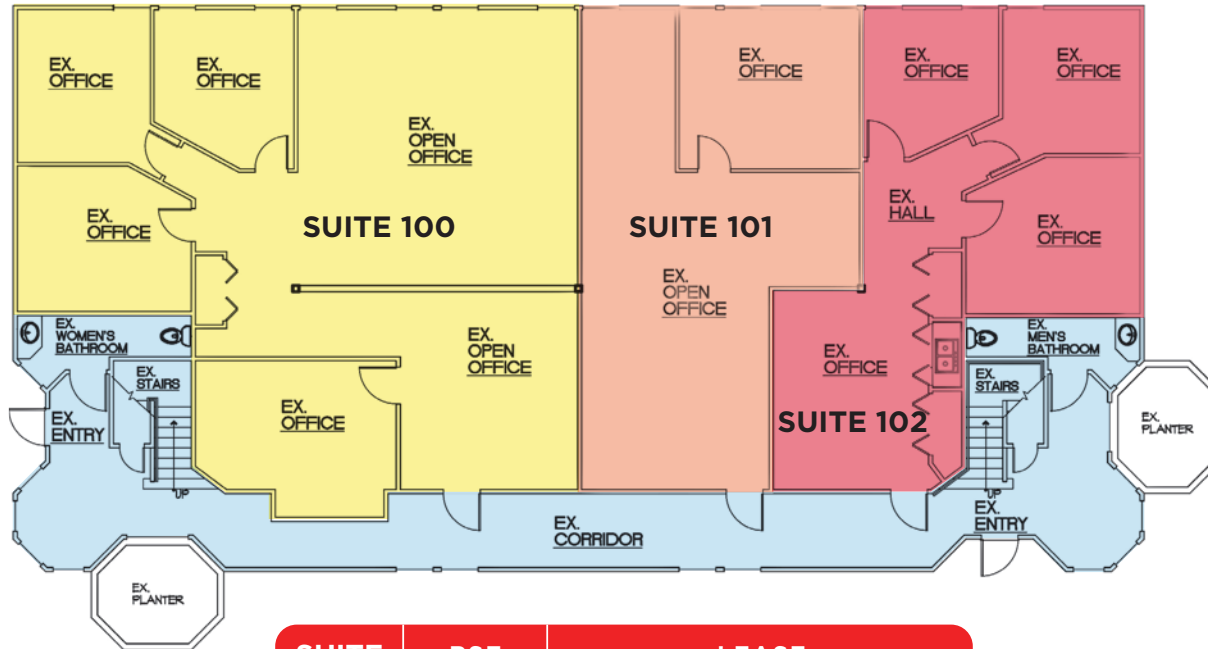 EX.
OFFICE
EX.
OFFICE
EX.
OPEN
OFFICE
EX.
OFFICE
EX.
OFFICE
EX.
OFFICE
EX.
OFFICE
SUITE 100
SUITE 101
EX.
HALL
EX.
OFFICE
EX.
OPEN
OFFICE
EX.
WOMEN'S
BATHROOM
EX.
STAIRS
EX.
ENTRY
UP
EX.
OFFICE
EX.
OPEN
OFFICE
EX.
OFFICE
SUITE 102
EX.
MEN'S
BATHROOM
EX.
STAIRS
UP
EX.
ENTRY
EX.
PLANTER
EX.
CORRIDOR
EX.
PLANTER
SUITE RSF LEASE